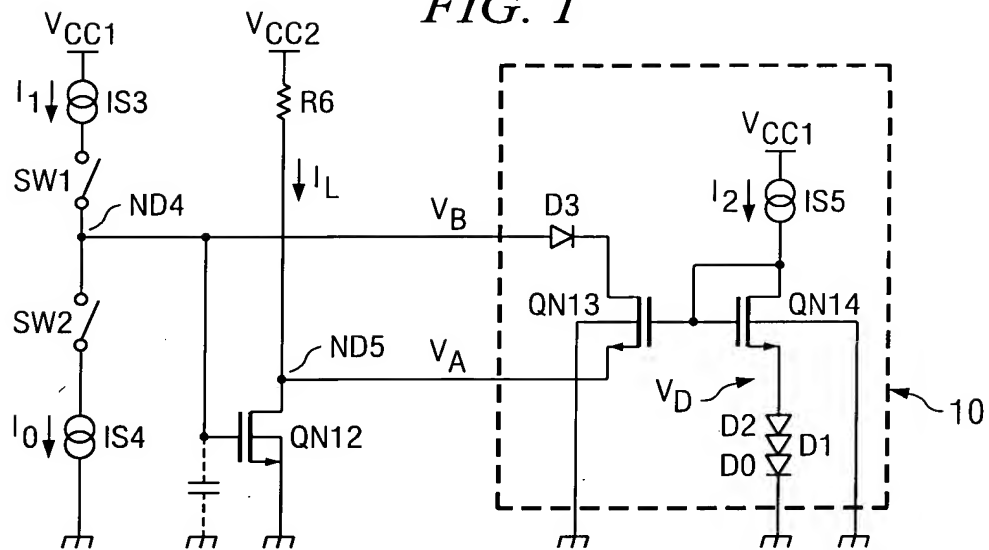 FIG. 1
VCC1
VCC2
I1
IS3
R6
VCC1
SW1
ND4
IL
I2
IS5
VB
D3
SW2
QN13
QN14
ND5
VA
VD
10
I0
IS4
QN12
D2
D1
D0